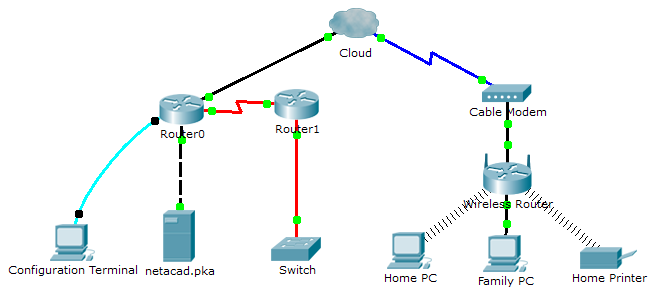 Cloud
Cable Modem
Router0
Router1
Wireless Router
Configuration Terminal
netacad.pka
Switch
Home PC
Family PC
Home Printer